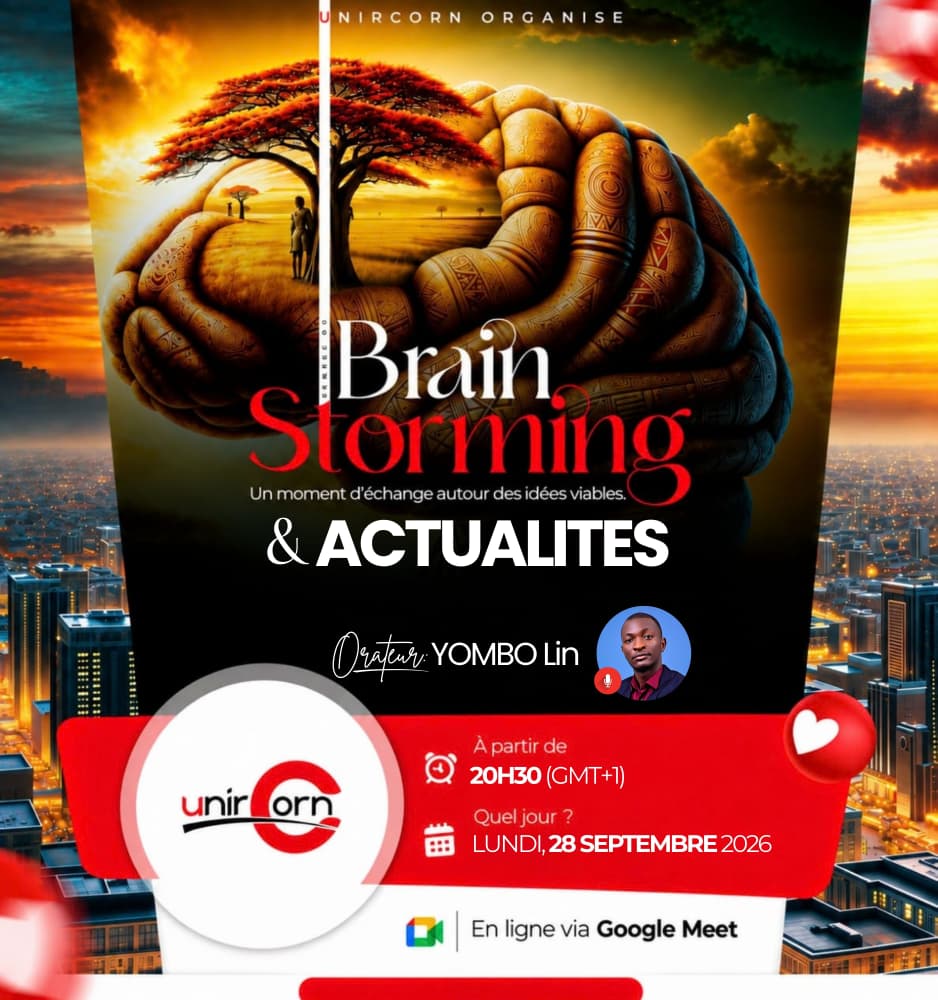 UNIRCORN ORGANISE
Brain
Storming
Un moment d'échange autour des idées viables.
& ACTUALITES
Orateur: YOMBO Lin
À partir de
20H30 (GMT+1)
unirCorn
Quel jour ?
LUNDI, 28 SEPTEMBRE 2026
En ligne via Google Meet